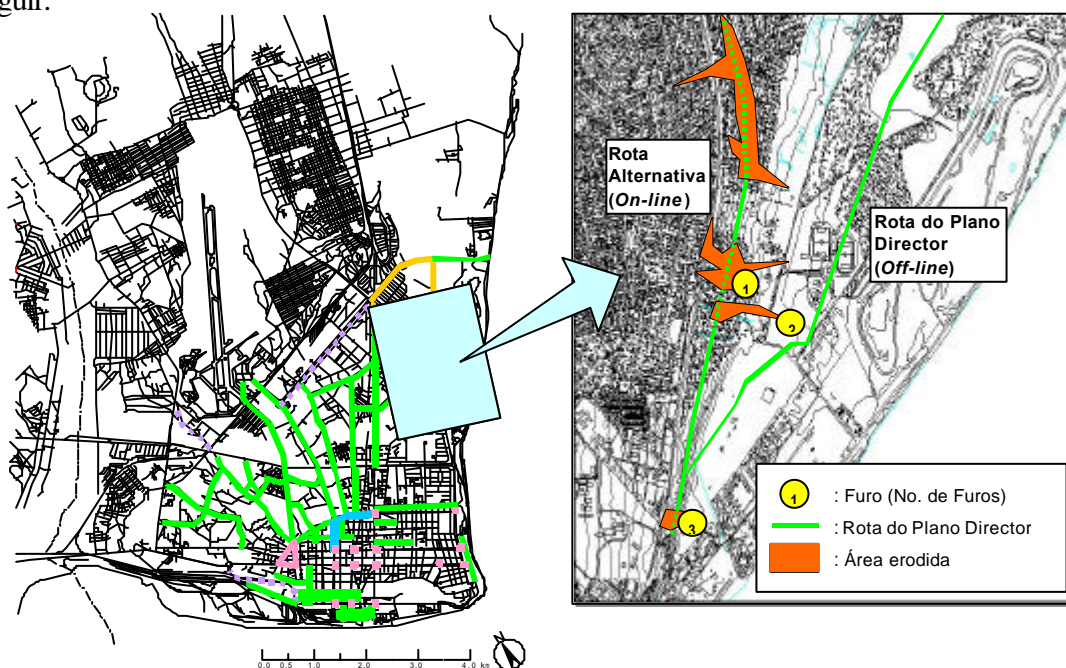 guir.
Rota
Alternativa
(On-line)
Rota do Plano
Director
(Off-line)
1
2
3
1 : Furo (No. de Furos)
: Rota do Plano Director
: Área erodida
0.0 0.5 1.0 2.0 3.0 4.0 km